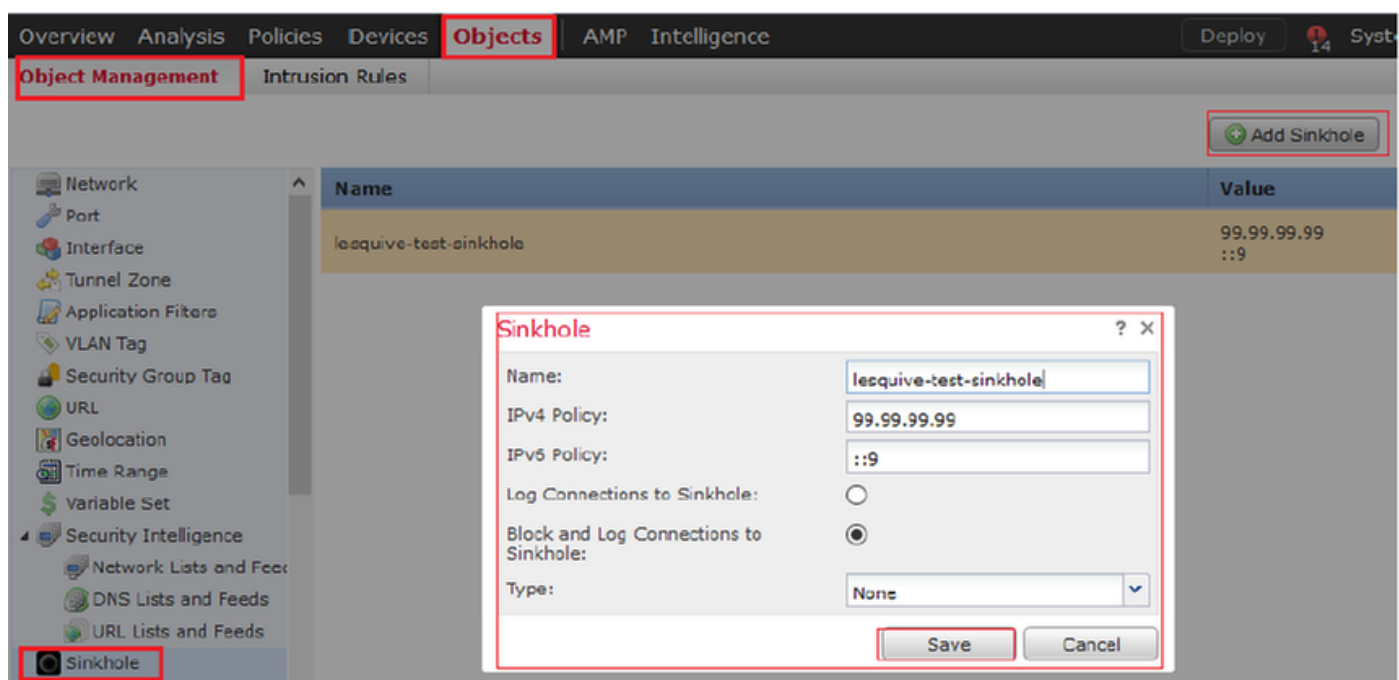 Overview Analysis Policies Devices Objects AMP Intelligence Deploy 14 Syst
Object Management Intrusion Rules
Add Sinkhole
Network
Port
Interface
Tunnel Zone
Application Filters
VLAN Tag
Security Group Tag
URL
Geolocation
Time Range
Variable Set
Security Intelligence
Network Lists and Feed
DNS Lists and Feeds
URL Lists and Feeds
Sinkhole
Name Value
lesquive-test-sinkhole 99.99.99.99
::9
Sinkhole ? ×
Name: lesquive-test-sinkhole
IPv4 Policy: 99.99.99.99
IPv6 Policy: ::9
Log Connections to Sinkhole:
Block and Log Connections to
Sinkhole:
Type: None
Save Cancel